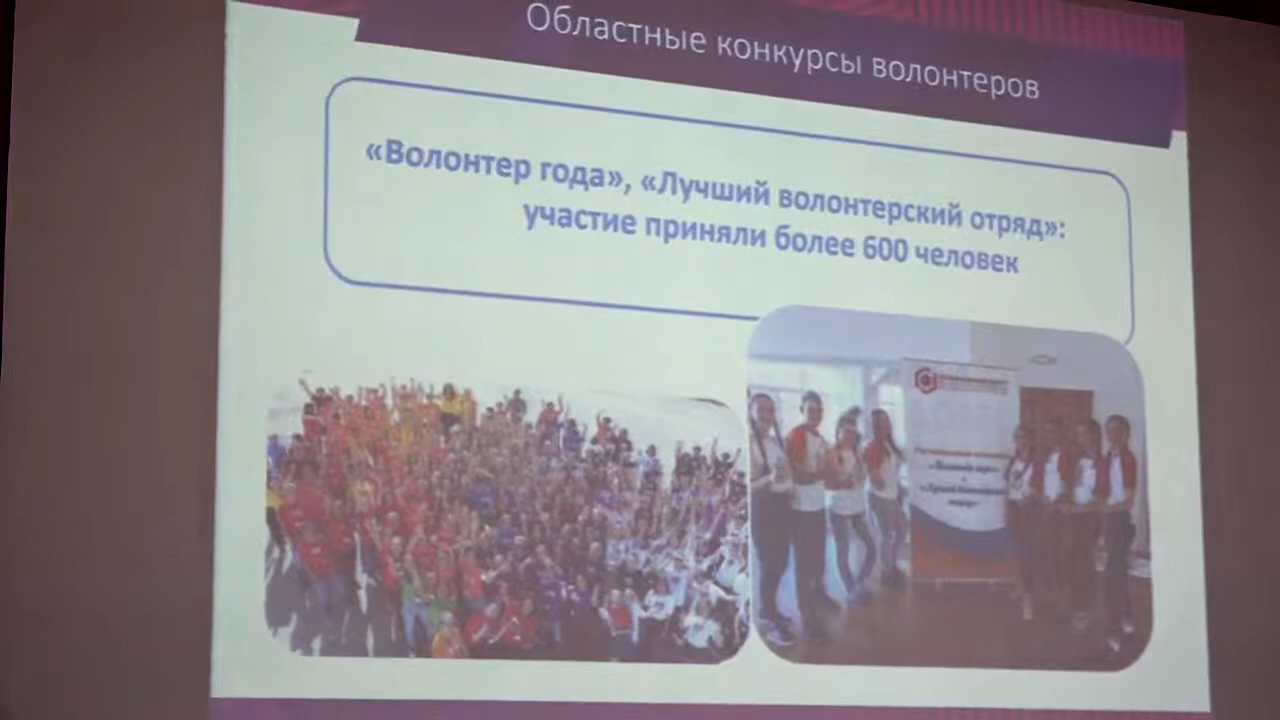 Областные конкурсы волонтеров
«Волонтер года», «Лучший волонтерский отряд»:
участие приняли более 600 человек